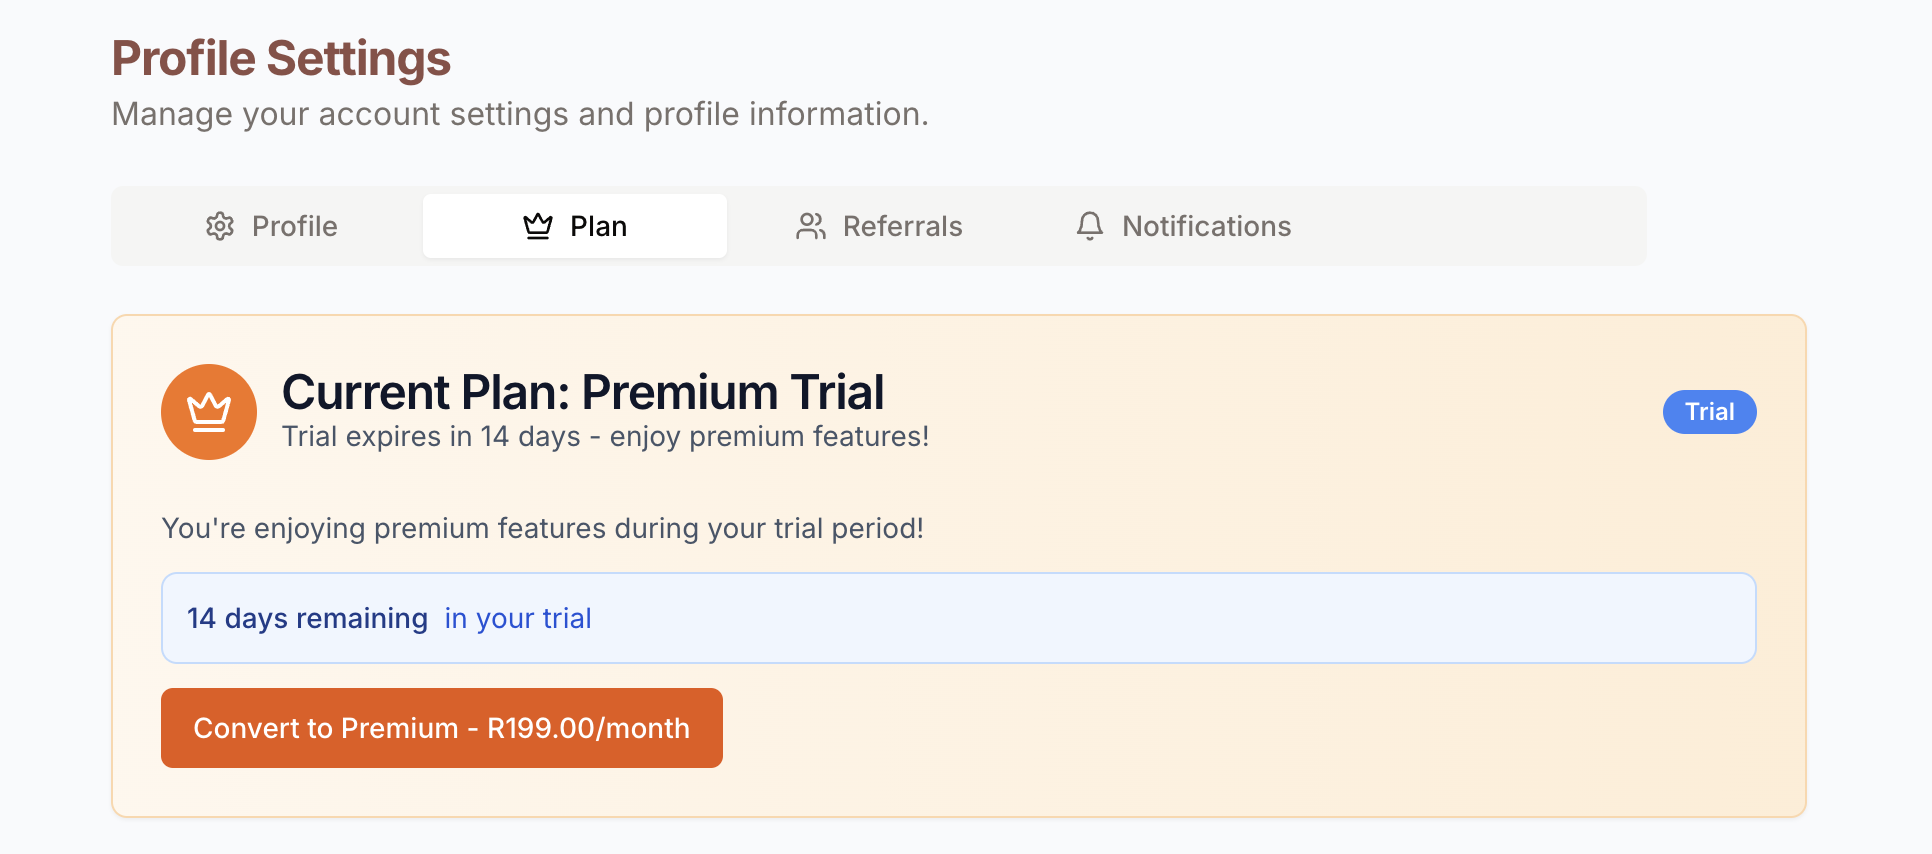 Profile Settings
Manage your account settings and profile information.
Profile
Plan
Referrals
Notifications
Current Plan: Premium Trial
Trial expires in 14 days - enjoy premium features!
Trial
You're enjoying premium features during your trial period!
14 days remaining in your trial
Convert to Premium - R199.00/month